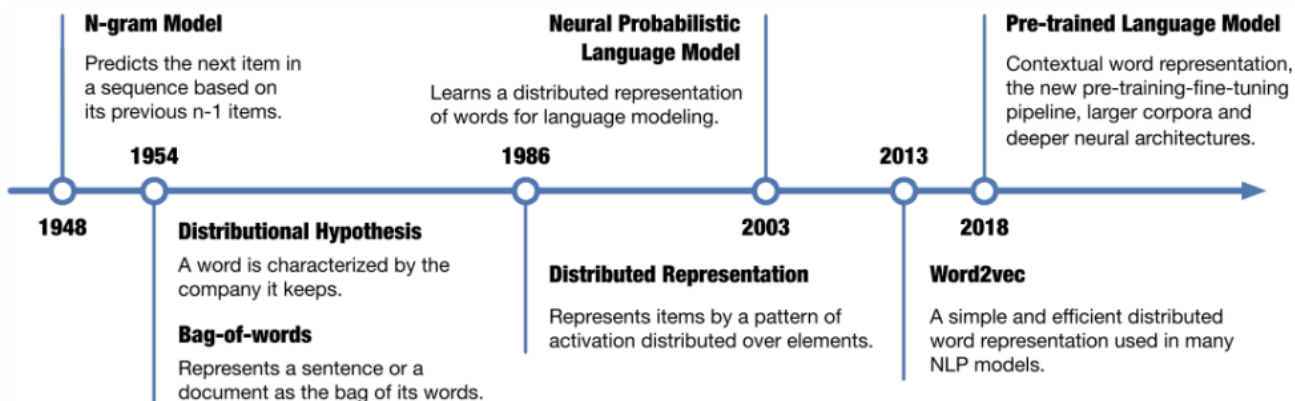 N-gram Model
Predicts the next item in
a sequence based on
its previous n-1 items.
1948
1954
Distributional Hypothesis
A word is characterized by the
company it keeps.
Bag-of-words
Represents a sentence or a
document as the bag of its words.
1986
Distributed Representation
Represents items by a pattern of
activation distributed over elements.
Neural Probabilistic
Language Model
Learns a distributed representation
of words for language modeling.
2003
2013
Word2vec
A simple and efficient distributed
word representation used in many
NLP models.
Pre-trained Language Model
Contextual word representation,
the new pre-training-fine-tuning
pipeline, larger corpora and
deeper neural architectures.
2018